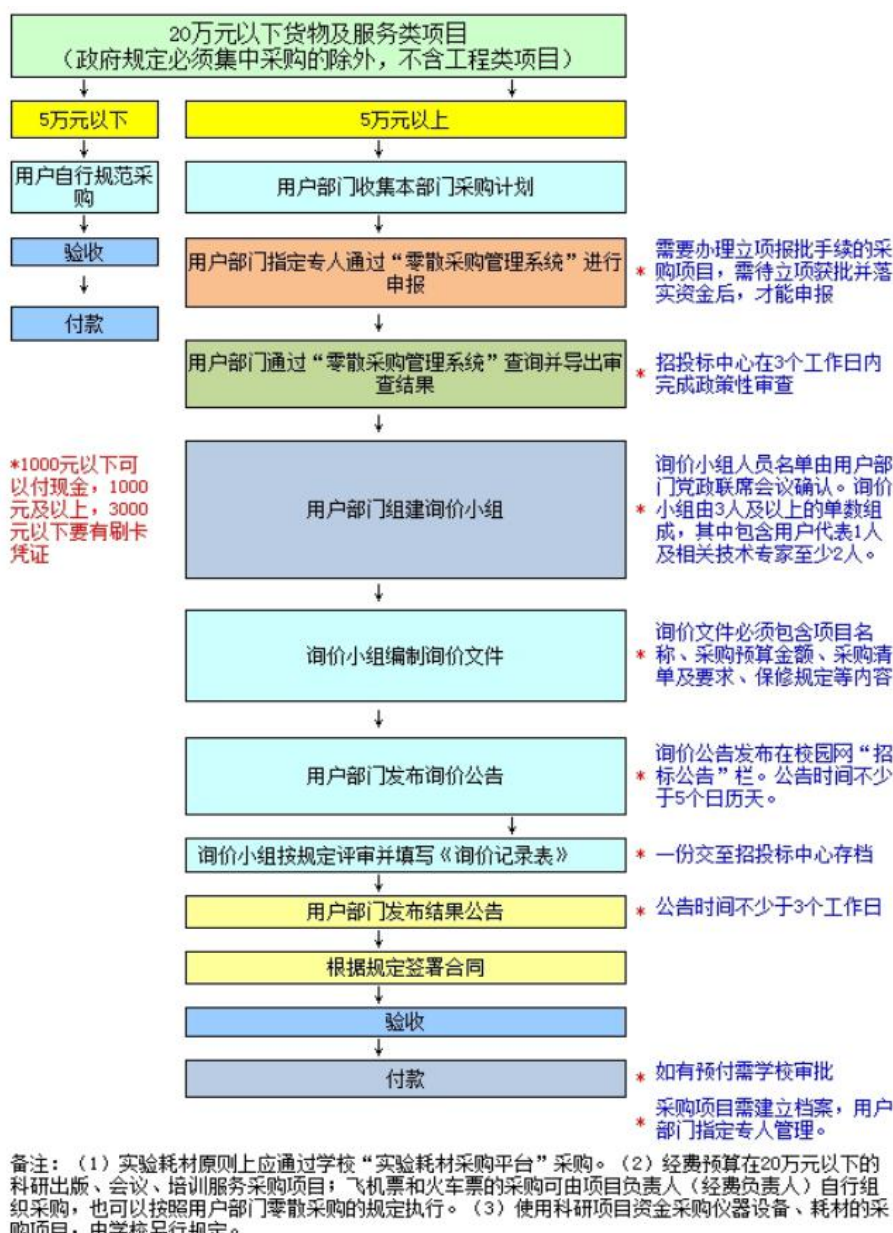 20万元以下货物及服务类项目
（政府规定必须集中采购的除外，不含工程类项目）
5万元以下
5万元以上
用户自行规范采
购
用户部门收集本部门采购计划
验收
付款
用户部门指定专人通过“零散采购管理系统”进行
申报
* 需要办理立项报批手续的采
购项目，需待立项获批并落
实资金后，才能申报
用户部门通过“零散采购管理系统”查询并导出审
查结果
* 招投标中心在3个工作日内
完成政策性审查
*1000元以下可
以付现金，1000
元及以上，3000
元以下要有刷卡
凭证
用户部门组建询价小组
* 询价小组人员名单由用户部
门党政联席会议确认。询价
小组由3人及以上的单数组
成，其中包含用户代表1人
及相关技术专家至少2人。
询价小组编制询价文件
* 询价文件必须包含项目名
称、采购预算金额、采购清
单及要求、保修规定等内容
用户部门发布询价公告
* 询价公告发布在校园网“招
标公告”栏。公告时间不少
于5个日历天。
询价小组按规定评审并填写《询价记录表》
* 一份交至招投标中心存档
用户部门发布结果公告
* 公告时间不少于3个工作日
根据规定签署合同
验收
付款
* 如有预付需学校审批
* 采购项目需建立档案，用户
部门指定专人管理。
备注：（1）实验耗材原则上应通过学校“实验耗材采购平台”采购。（2）经费预算在20万元以下的
科研出版、会议、培训服务采购项目；飞机票和火车票的采购可由项目负责人（经费负责人）自行组
织采购，也可以按照用户部门零散采购的规定执行。（3）使用科研项目资金采购仪器设备、耗材的采
购项目，由学校另行规定。